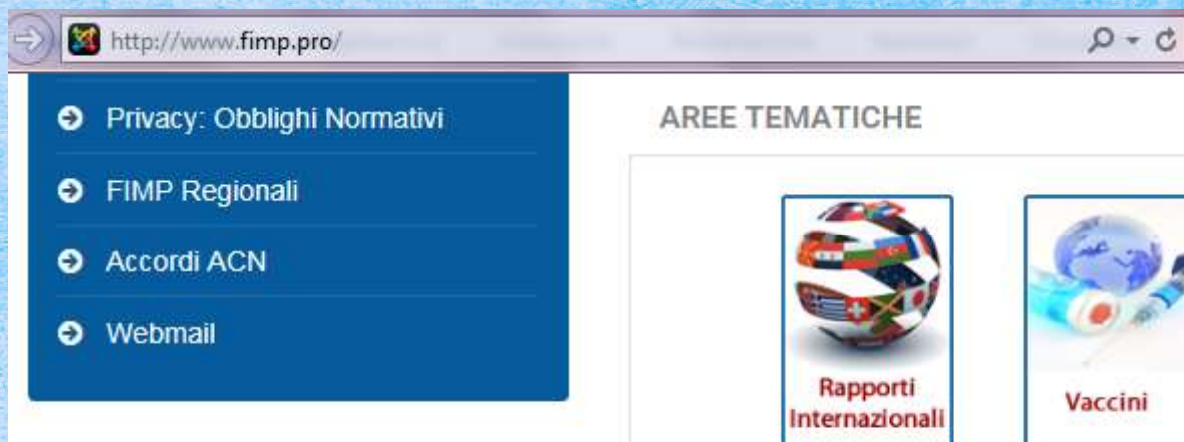 http://www.fimp.pro/
Privacy: Obblighi Normativi
FIMP Regionali
Accordi ACN
Webmail
AREE TEMATICHE
Rapporti
Internazionali
Vaccini